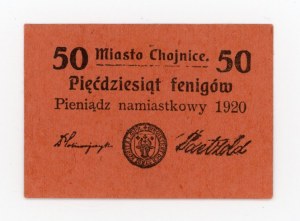 50 Miasto Chojnice. 50
Pięćdziesiąt fenigów
Pieniądz namiastkowy 1920